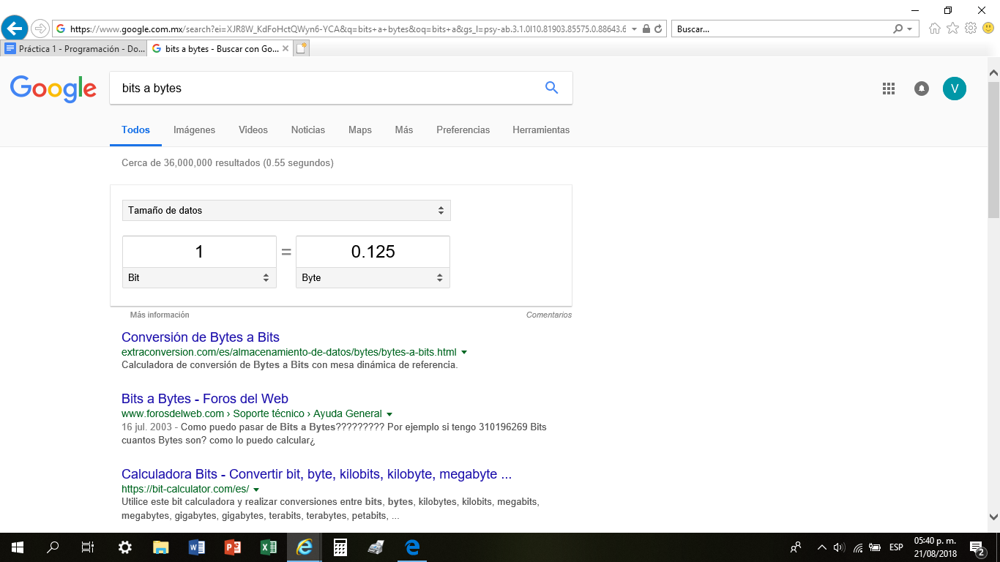 https://www.google.com.mx/search?ei=XJR8W_KdFoHctQWyn6-YCA&q=bits+a+bytes&oq=bits+a&gs_l=psy-ab.3.1.0l10.81903.85575.0.88643.6
Buscar...
Práctica 1 - Programación - Do...
bits a bytes - Buscar con Go...
Google
bits a bytes
V
Todos Imágenes Videos Noticias Maps Más Preferencias Herramientas
Cerca de 36,000,000 resultados (0.55 segundos)
Tamaño de datos
1 = 0.125
Bit Byte
Más información Comentarios
Conversión de Bytes a Bits
extraconversion.com/es/almacenamiento-de-datos/bytes/bytes-a-bits.html
Calculadora de conversión de Bytes a Bits con mesa dinámica de referencia.
Bits a Bytes - Foros del Web
www.forosdelweb.com › Soporte técnico › Ayuda General
16 jul. 2003 - Como puedo pasar de Bits a Bytes????????? Por ejemplo si tengo 310196269 Bits
cuantos Bytes son? como lo puedo calcular¿
Calculadora Bits - Convertir bit, byte, kilobits, kilobyte, megabyte ...
https://bit-calculator.com/es/
Utilice este bit calculadora y realizar conversiones entre bits, bytes, kilobytes, kilobits, megabits,
megabytes, gigabytes, gigabytes, terabits, terabytes, petabits, ...
ESP
05:40 p. m.
21/08/2018
2